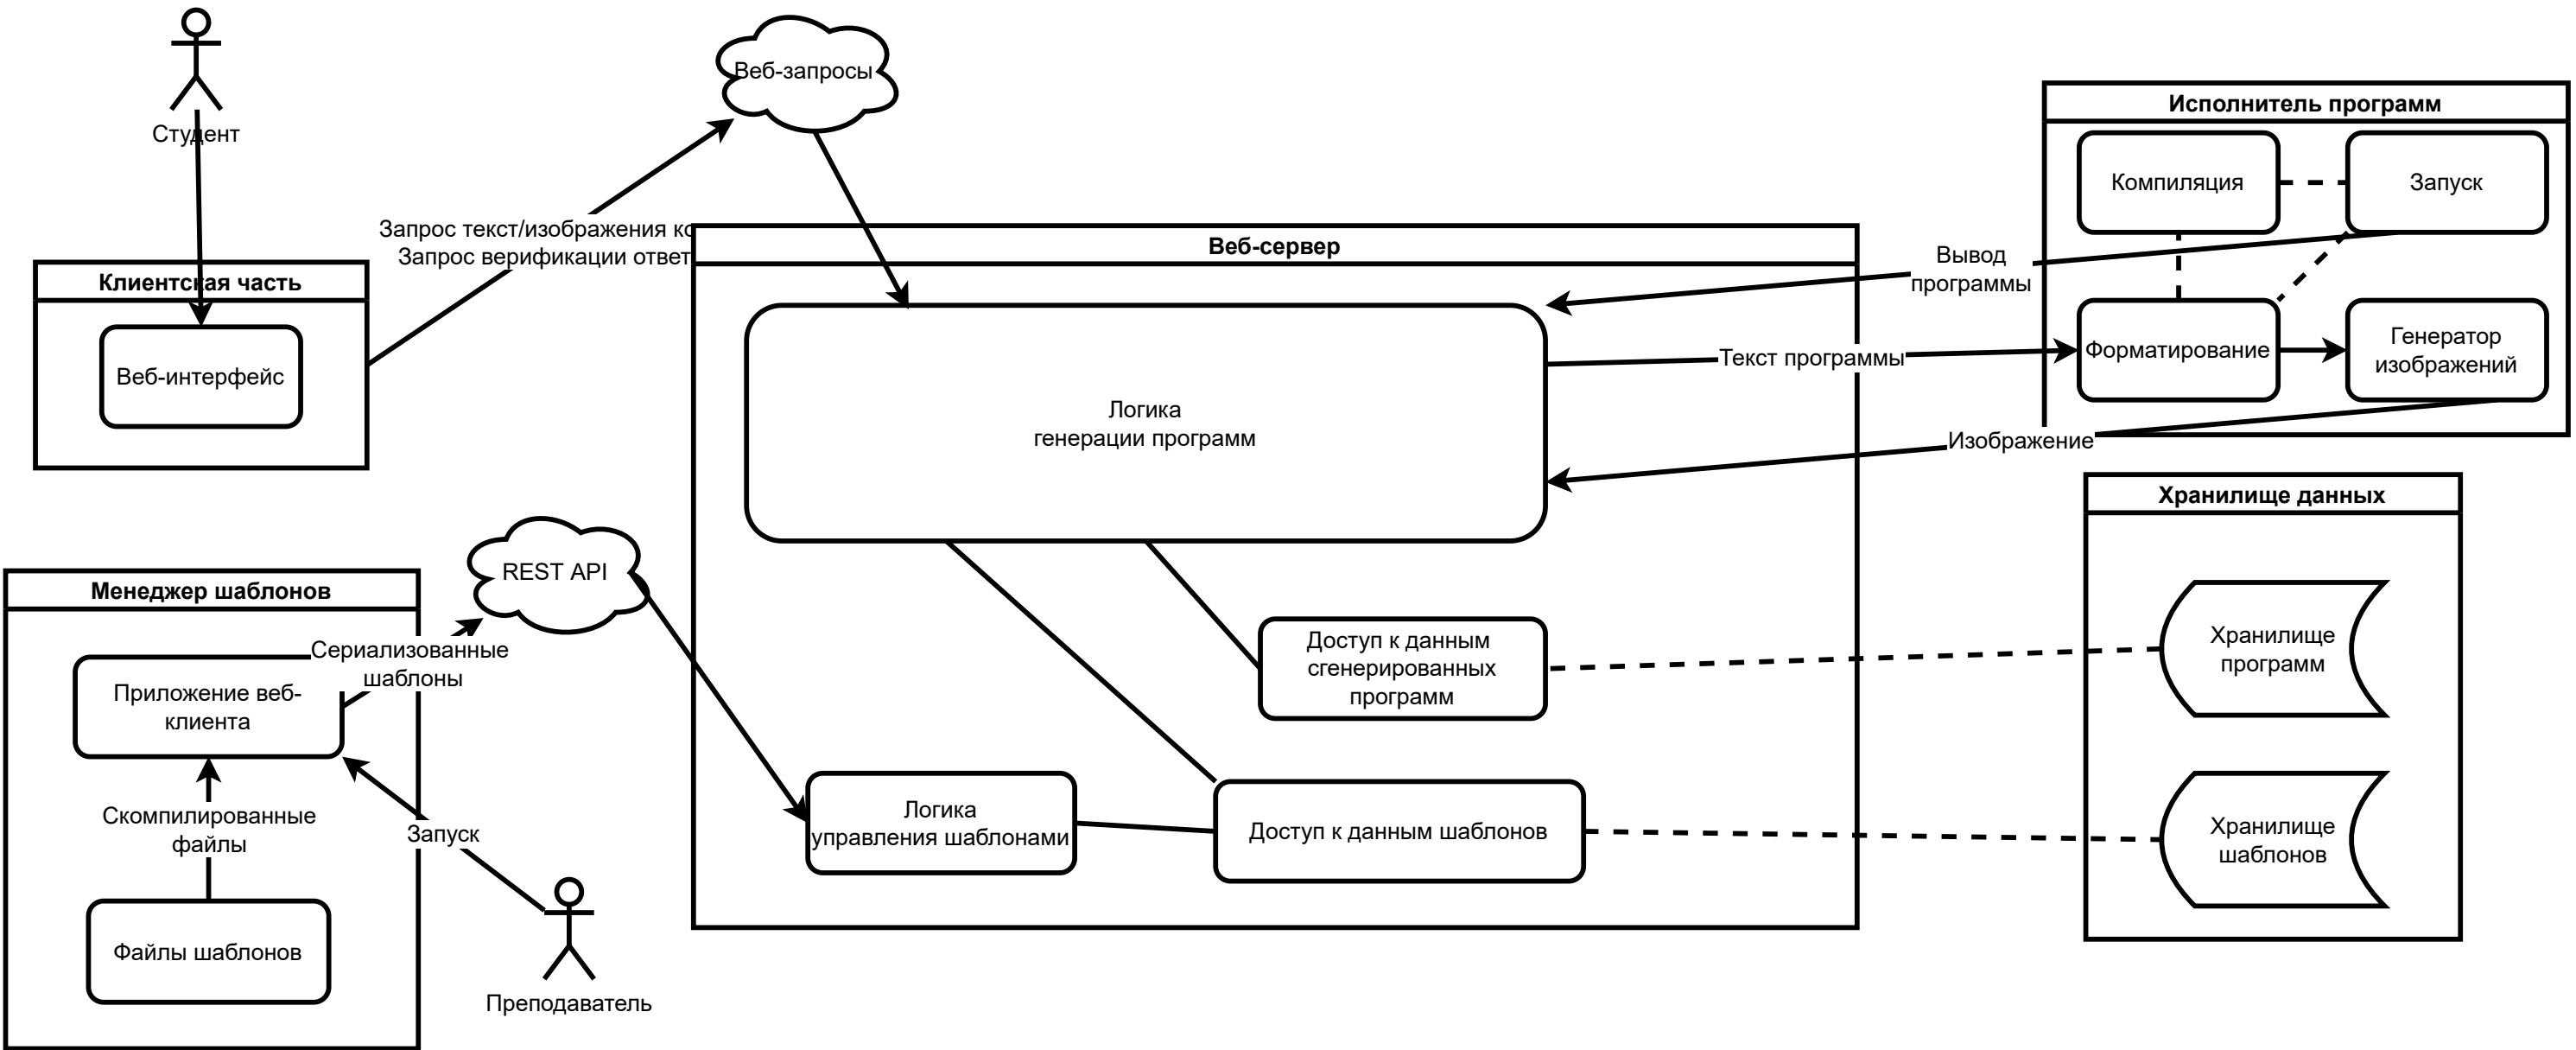 Студент
Веб-запросы
Исполнитель программ
Компиляция
Запуск
Запрос текст/изображения
Запрос верификации
Веб-сервер
Вывод
программы
Клиентская часть
Веб-интерфейс
Текст программы
Форматирование
Генератор
изображений
Логика
генерации программ
Изображение
Хранилище данных
REST API
Менеджер шаблонов
Сериализованные
шаблоны
Приложение веб-
клиента
Доступ к данным
сгенерированных
программ
Хранилище
программ
Скомпилированные
файлы
Запуск
Логика
управления шаблонами
Доступ к данным шаблонов
Хранилище
шаблонов
Файлы шаблонов
Преподаватель